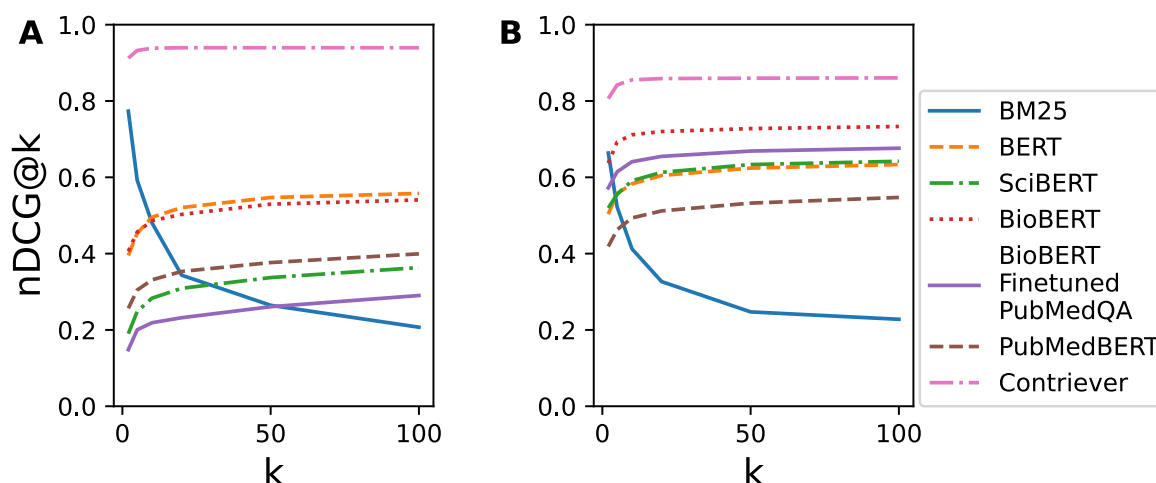 A
B
nDCG@k
1.0
0.8
0.6
0.4
0.2
0.0
0
50
100
k
1.0
0.8
0.6
0.4
0.2
0.0
0
50
100
k
BM25
BERT
SciBERT
BioBERT
BioBERT
Finetuned
PubMedQA
PubMedBERT
Contriever